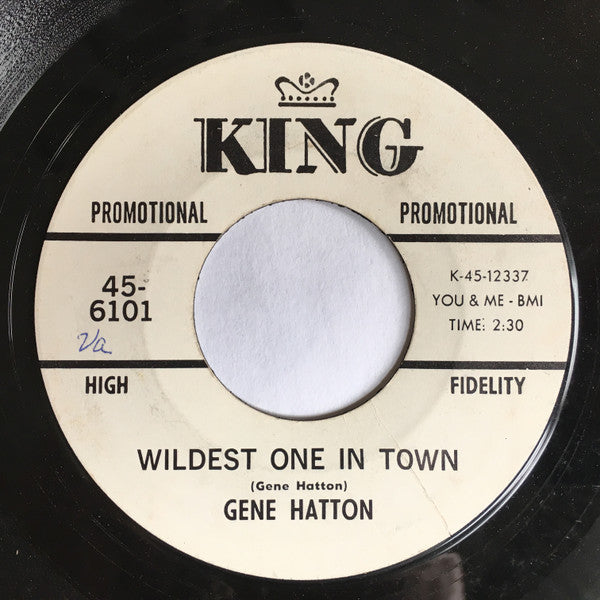 K
KING
PROMOTIONAL PROMOTIONAL
45-
6101
Va
K-45-12337
YOU & ME - BMI
TIME: 2:30
HIGH FIDELITY
WILDEST ONE IN TOWN
(Gene Hatton)
GENE HATTON